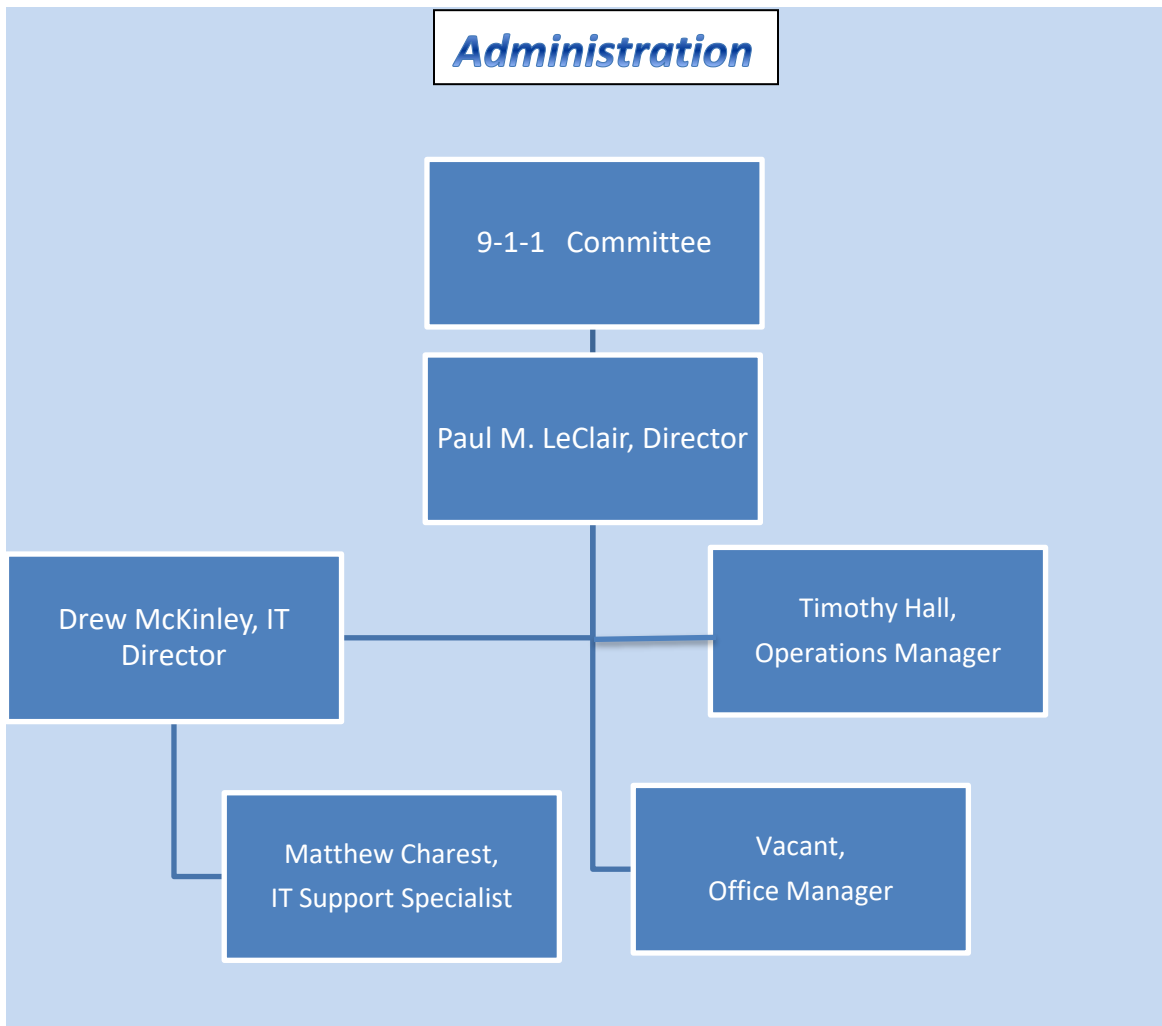 Administration
9-1-1   Committee
Paul M. LeClair, Director
Drew McKinley, IT
Director
Timothy Hall,
Operations Manager
Matthew Charest,
IT Support Specialist
Vacant,
Office Manager